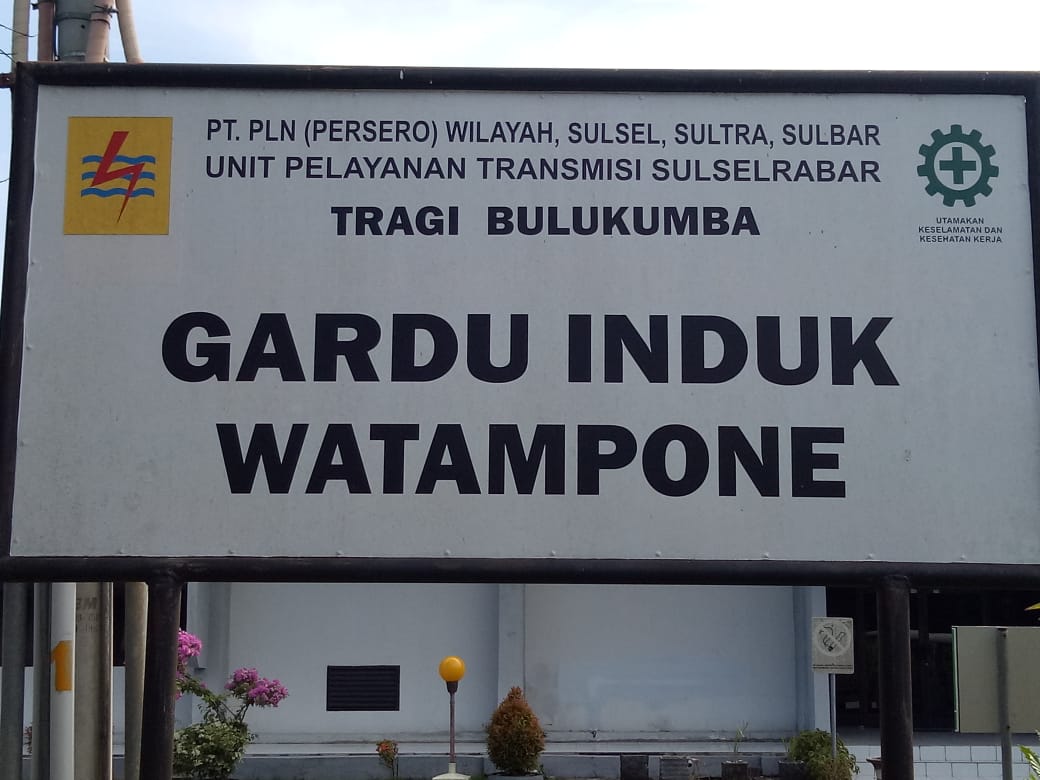 PT. PLN (PERSERO) WILAYAH, SULSEL, SULTRA, SULBAR
UNIT PELAYANAN TRANSMISI SULSELRABAR
TRAGI BULUKUMBA
UTAMAKAN
KESELAMATAN DAN
KESEHATAN KERJA
GARDU INDUK
WATAMPONE
1